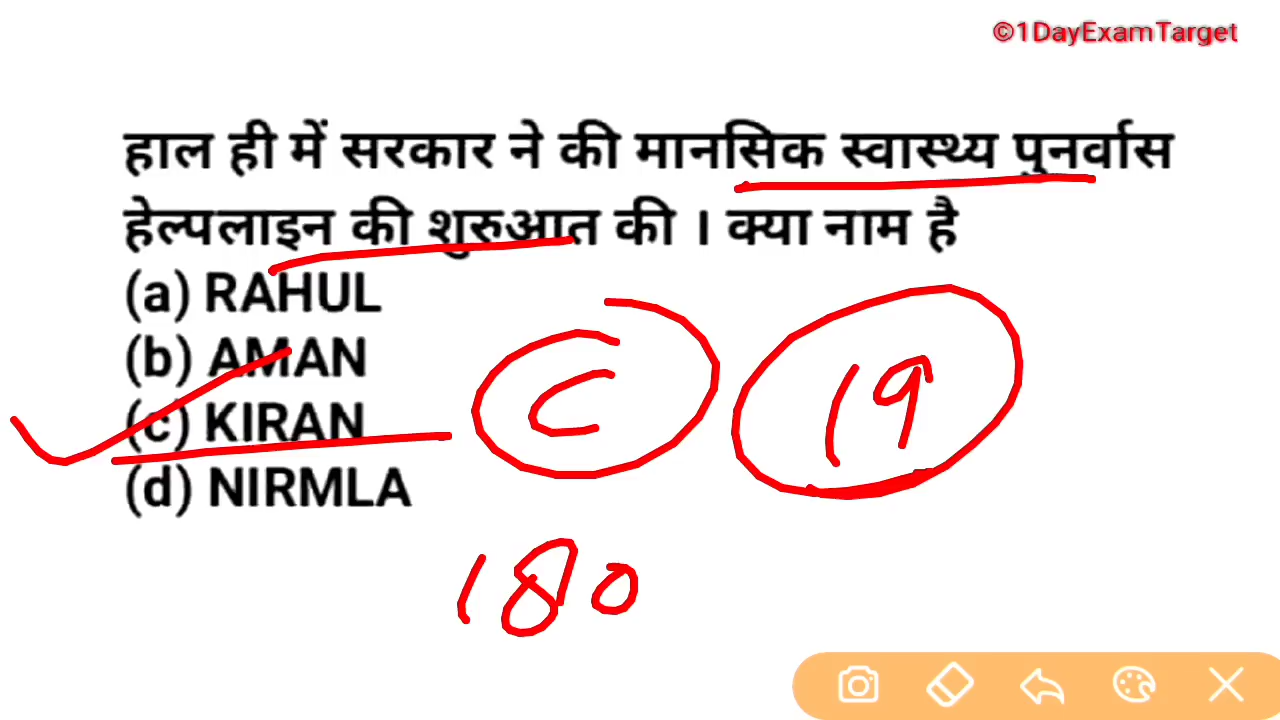 ©1DayExamTarget
हाल ही में सरकार ने की मानसिक स्वास्थ्य पुनर्वास
हेल्पलाइन की शुरुआत की । क्या नाम है
(a) RAHUL
(b) AMAN
(c) KIRAN
(d) NIRMLA
C
19
180